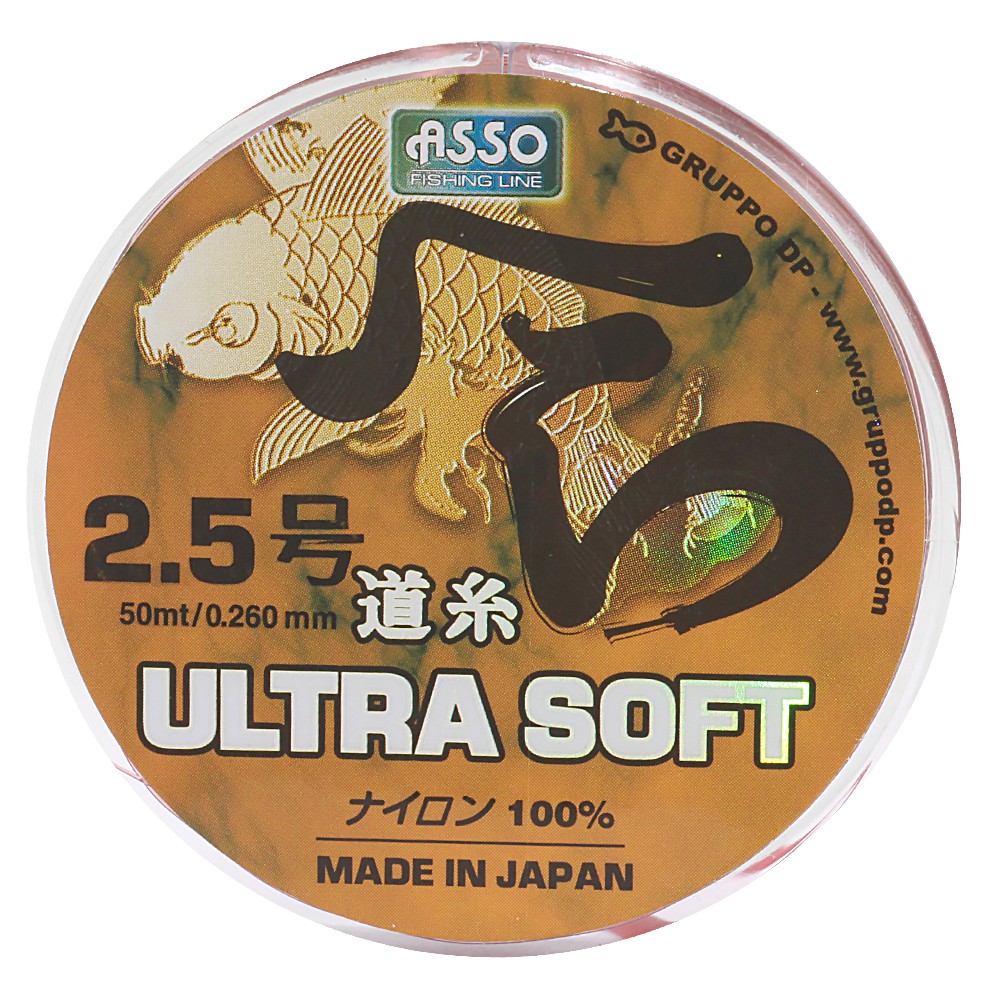 ASSO
FISHING LINE
GRUPPO DP - www.gruppodp.com
2.5号
50mt/0.260 mm
道糸
ULTRA SOFT
ナイロン 100%
MADE IN JAPAN